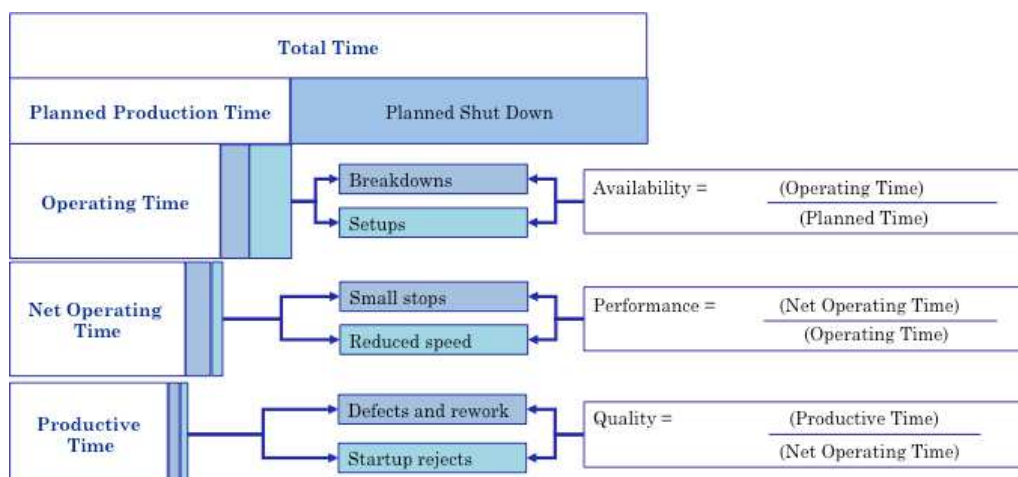 Total Time
Planned Production Time
Planned Shut Down
Operating Time
Breakdowns
Setups
Availability =
(Operating Time)
(Planned Time)
Net Operating
Time
Small stops
Reduced speed
Performance =
(Net Operating Time)
(Operating Time)
Productive
Time
Defects and rework
Startup rejects
Quality =
(Productive Time)
(Net Operating Time)